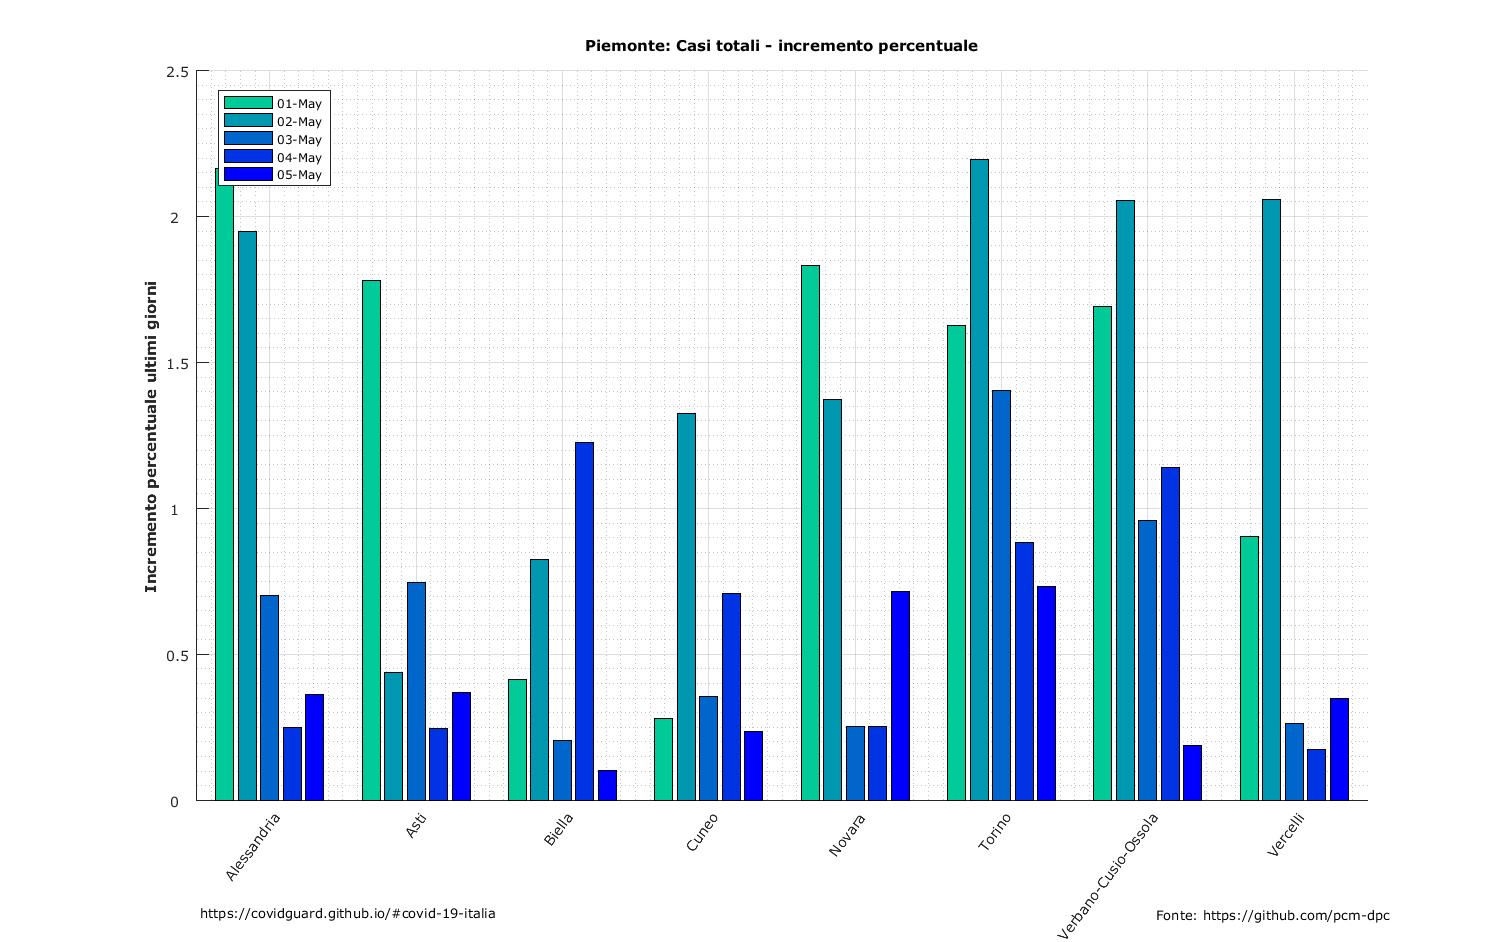 Piemonte: Casi totali - incremento percentuale
Incremento percentuale ultimi giorni
2.5
2
1.5
1
0.5
0
01-May
02-May
03-May
04-May
05-May
Alessandria
Asti
Biella
Cuneo
Novara
Torino
Verbano-Cusio-Ossola
Vercelli
https://covidguard.github.io/#covid-19-italia
Fonte: https://github.com/pcm-dpc